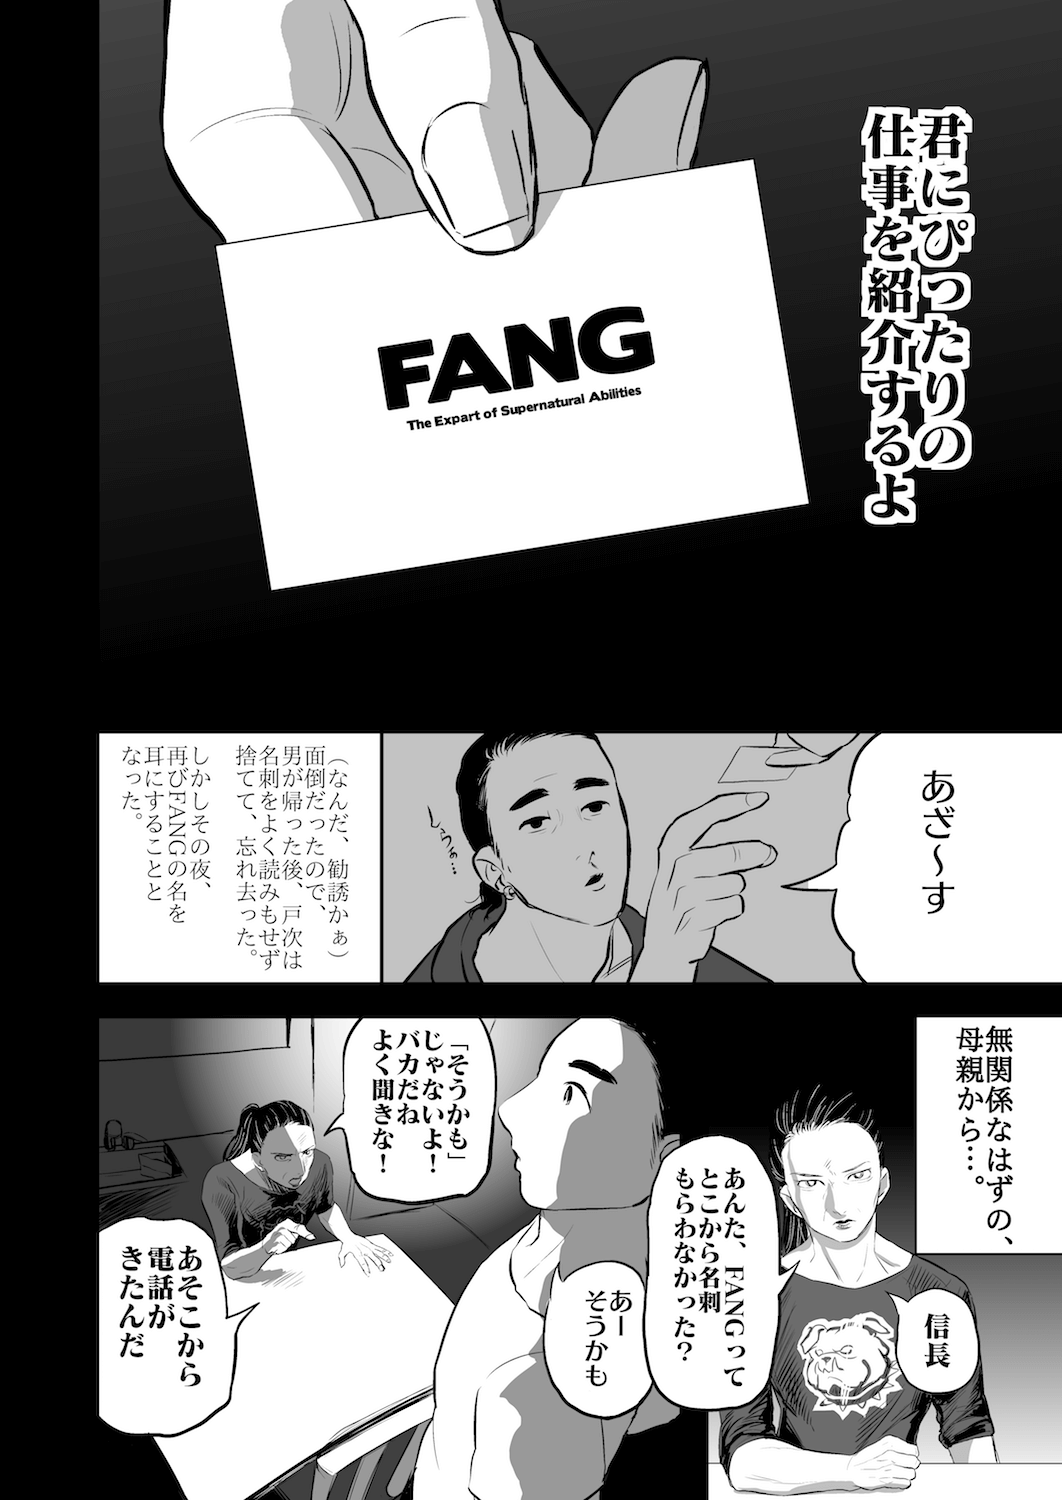 君にぴったりの
仕事を紹介するよ
FANG
The Expart of Supernatural Abilities
あざ〜す
(なんだ、勧誘かぁ)
面倒だったので、
男が帰った後、戸次は
名刺をよく読みもせず
捨てて、忘れ去った。
しかしその夜、
再びFANGの名を
耳にすることと
なった。
無関係なはずの、
母親から…。
信長
あんた、FANGって
とこから名刺
もらわなかった?
あー
そうかも
「そうかも」
じゃないよ!
バカだね
よく聞きな!
あそこから
電話が
きたんだ